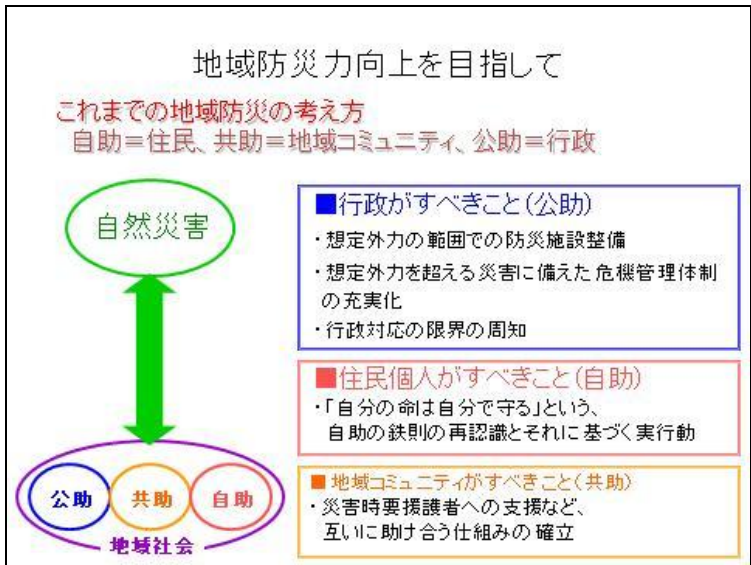 地域防災力向上を目指して
これまでの地域防災の考え方
自助＝住民、共助＝地域コミュニティ、公助＝行政
自然災害
■行政がすべきこと（公助）
・想定外力の範囲での防災施設整備
・想定外力を超える災害に備えた危機管理体制
の充実化
・行政対応の限界の周知
■住民個人がすべきこと（自助）
・「自分の命は自分で守る」という、
自助の鉄則の再認識とそれに基づく実行動
■地域コミュニティがすべきこと（共助）
・災害時要援護者への支援など、
互いに助け合う仕組みの確立
公助 共助 自助
地域社会